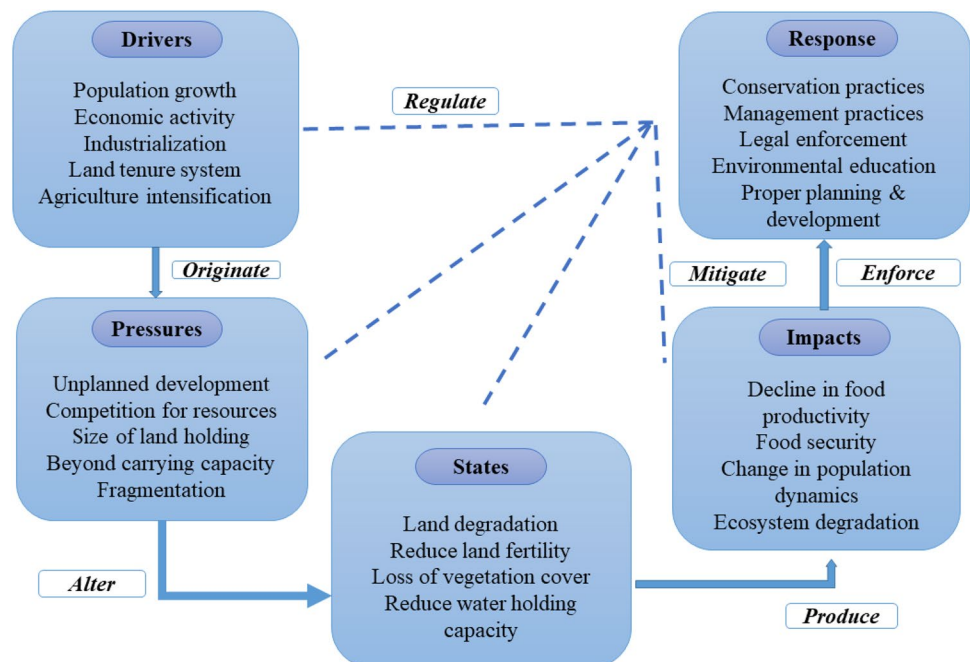 Drivers
Population growth
Economic activity
Industrialization
Land tenure system
Agriculture intensification
Regulate
Response
Conservation practices
Management practices
Legal enforcement
Environmental education
Proper planning &
development
Originate
Mitigate
Enforce
Pressures
Unplanned development
Competition for resources
Size of land holding
Beyond carrying capacity
Fragmentation
Impacts
Decline in food
productivity
Food security
Change in population
dynamics
Ecosystem degradation
States
Land degradation
Reduce land fertility
Loss of vegetation cover
Reduce water holding
capacity
Alter
Produce